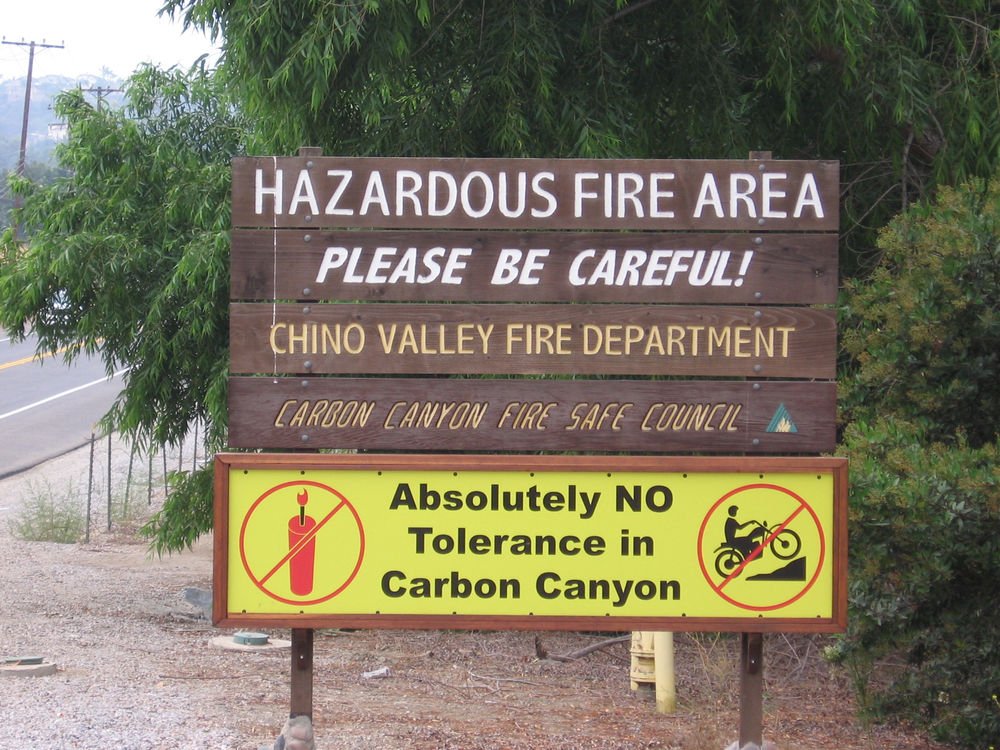 HAZARDOUS FIRE AREA
PLEASE BE CAREFUL!
CHINO VALLEY FIRE DEPARTMENT
CARBON CANYON FIRE SAFE COUNCIL
Absolutely NO
Tolerance in
Carbon Canyon